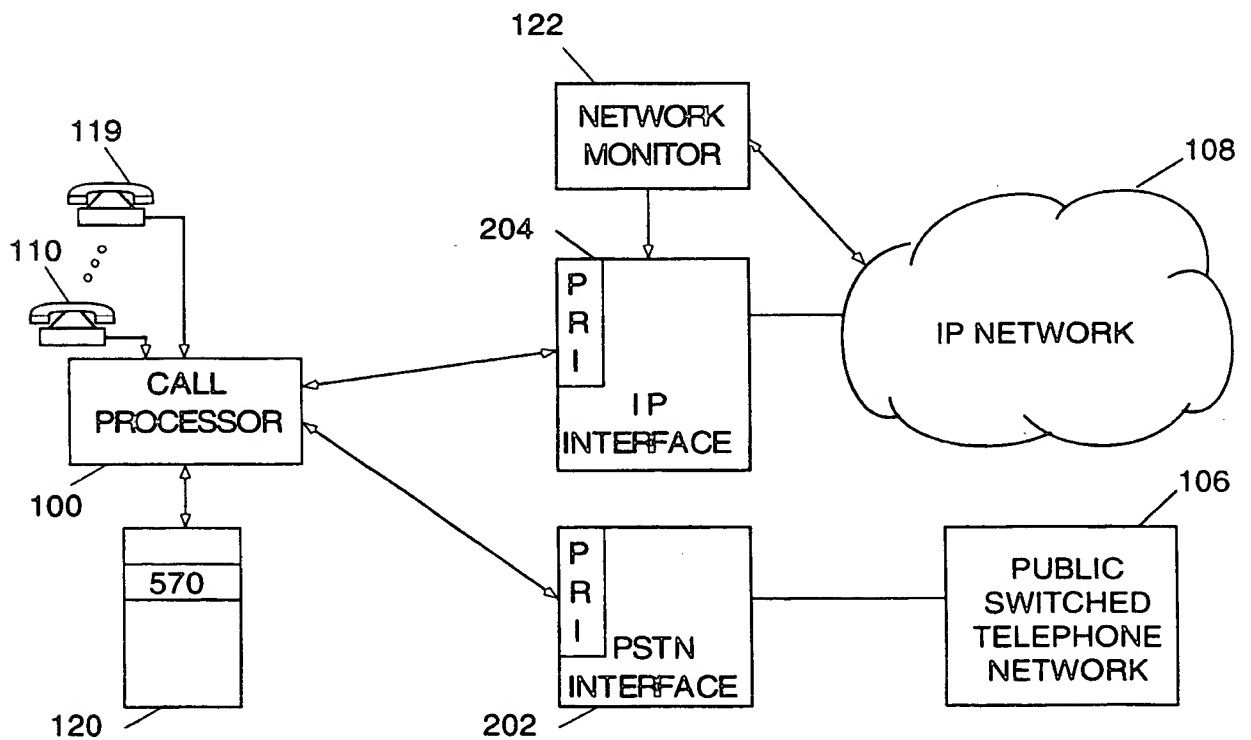 122
NETWORK
MONITOR
119
108
110
204
P
R
I
IP
INTERFACE
IP NETWORK
CALL
PROCESSOR
100
106
570
P
R
I
PSTN
INTERFACE
PUBLIC
SWITCHED
TELEPHONE
NETWORK
120
202